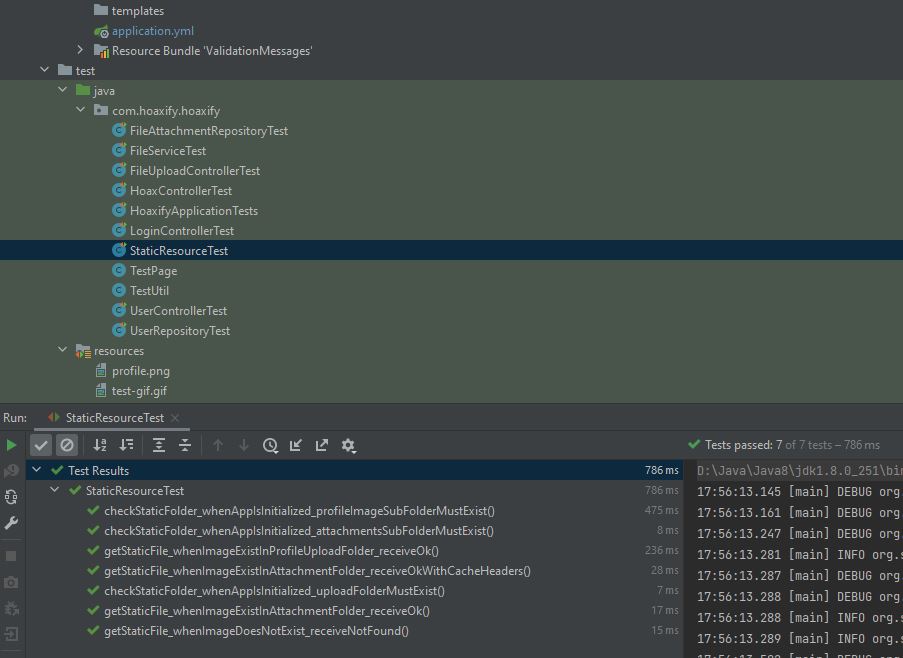 templates
application.yml
Resource Bundle 'ValidationMessages'
test
java
com.hoaxify.hoaxify
FileAttachmentRepositoryTest
FileServiceTest
FileUploadControllerTest
HoaxControllerTest
HoaxifyApplicationTests
LoginControllerTest
StaticResourceTest
TestPage
TestUtil
UserControllerTest
UserRepositoryTest
resources
profile.png
test-gif.gif
Run: StaticResourceTest
Tests passed: 7 of 7 tests – 786 ms
Test Results 786 ms
StaticResourceTest 786 ms
checkStaticFolder_whenAppIsInitialized_profileImageSubFolderMustExist() 475 ms
checkStaticFolder_whenAppIsInitialized_attachmentsSubFolderMustExist() 8 ms
getStaticFile_whenImageExistInProfileUploadFolder_receiveOk() 236 ms
getStaticFile_whenImageExistInAttachmentFolder_receiveOkWithCacheHeaders() 28 ms
checkStaticFolder_whenAppIsInitialized_uploadFolderMustExist() 7 ms
getStaticFile_whenImageExistInAttachmentFolder_receiveOk() 17 ms
getStaticFile_whenImageDoesNotExist_receiveNotFound() 15 ms
D:\Java\Java8\jdk1.8.0_251\bin
17:56:13.145 [main] DEBUG org.
17:56:13.161 [main] DEBUG org.
17:56:13.247 [main] DEBUG org.
17:56:13.281 [main] INFO org.s
17:56:13.287 [main] DEBUG org.
17:56:13.288 [main] DEBUG org.
17:56:13.288 [main] INFO org.s
17:56:13.289 [main] INFO org.s